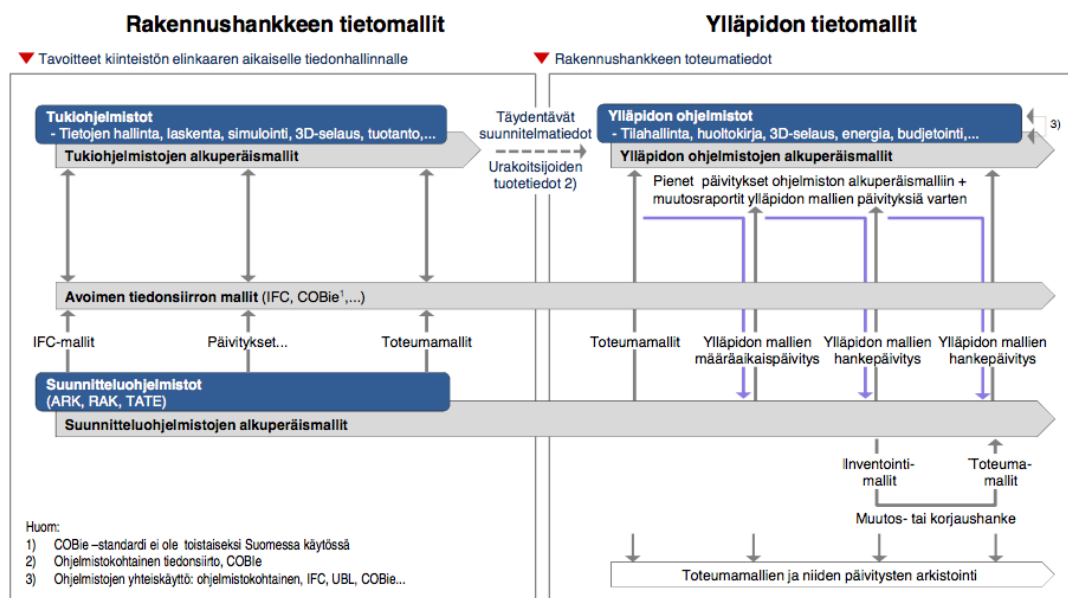 Rakennushankkeen tietomallit
Ylläpidon tietomallit
Tavoitteet kiinteistön elinkaaren aikaiselle tiedonhallinnalle
Rakennushankkeen toteumatiedot
Tukiohjelmistot
- Tietojen hallinta, laskenta, simulointi, 3D-selaus, tuotanto,...
Tukiohjelmistojen alkuperäismallit
Täydentävät
suunnitelmatiedot
Urakoitsijoiden
tuotetiedot 2)
Ylläpidon ohjelmistot
- Tilahallinta, huoltokirja, 3D-selaus, energia, budjetointi,...
3)
Ylläpidon ohjelmistojen alkuperäismallit
Pienet päivitykset ohjelmiston alkuperäismalliin +
muutosraportit ylläpidon mallien päivityksiä varten
Avoimen tiedonsiirron mallit (IFC, COBie¹,...)
IFC-mallit
Päivitykset...
Toteumamallit
Toteumamallit
Ylläpidon mallien
määräaikaispäivitys
Ylläpidon mallien
hankepäivitys
Ylläpidon mallien
hankepäivitys
Suunnitteluohjelmistot
(ARK, RAK, TATE)
Suunnitteluohjelmistojen alkuperäismallit
Inventointi-
mallit
Toteuma-
mallit
Muutos- tai korjaushanke
Huom:
1) COBie –standardi ei ole toistaiseksi Suomessa käytössä
2) Ohjelmistokohtainen tiedonsiirto, COBIe
3) Ohjelmistojen yhteiskäyttö: ohjelmistokohtainen, IFC, UBL, COBie...
Toteumamallien ja niiden päivitysten arkistointi